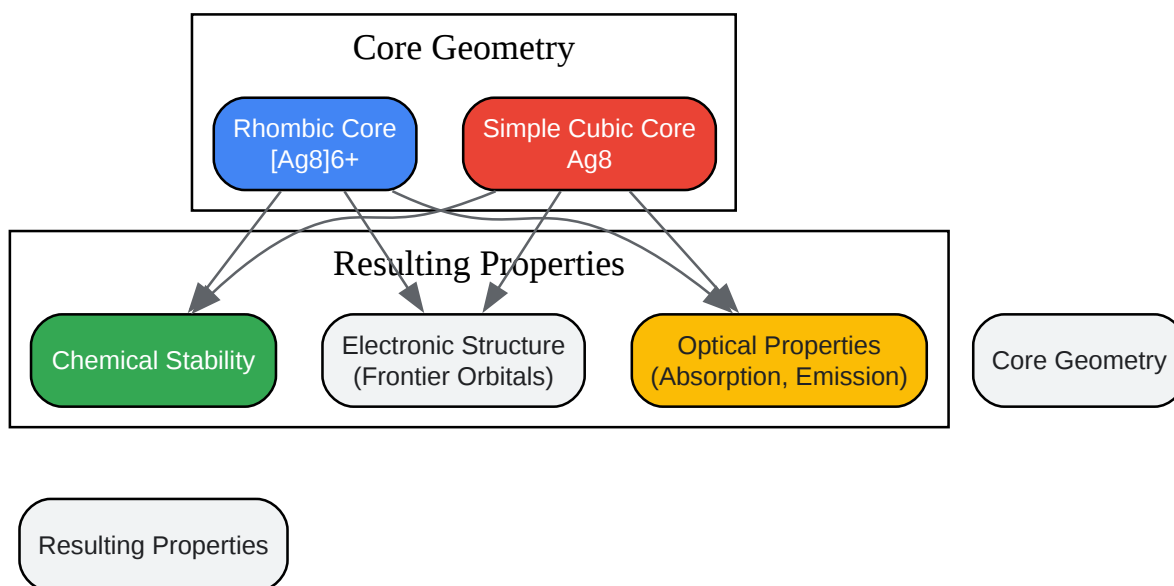 Core Geometry
Rhombic Core
[Ag8]6+
Simple Cubic Core
Ag8
Resulting Properties
Chemical Stability
Electronic Structure
(Frontier Orbitals)
Optical Properties
(Absorption, Emission)
Core Geometry
Resulting Properties